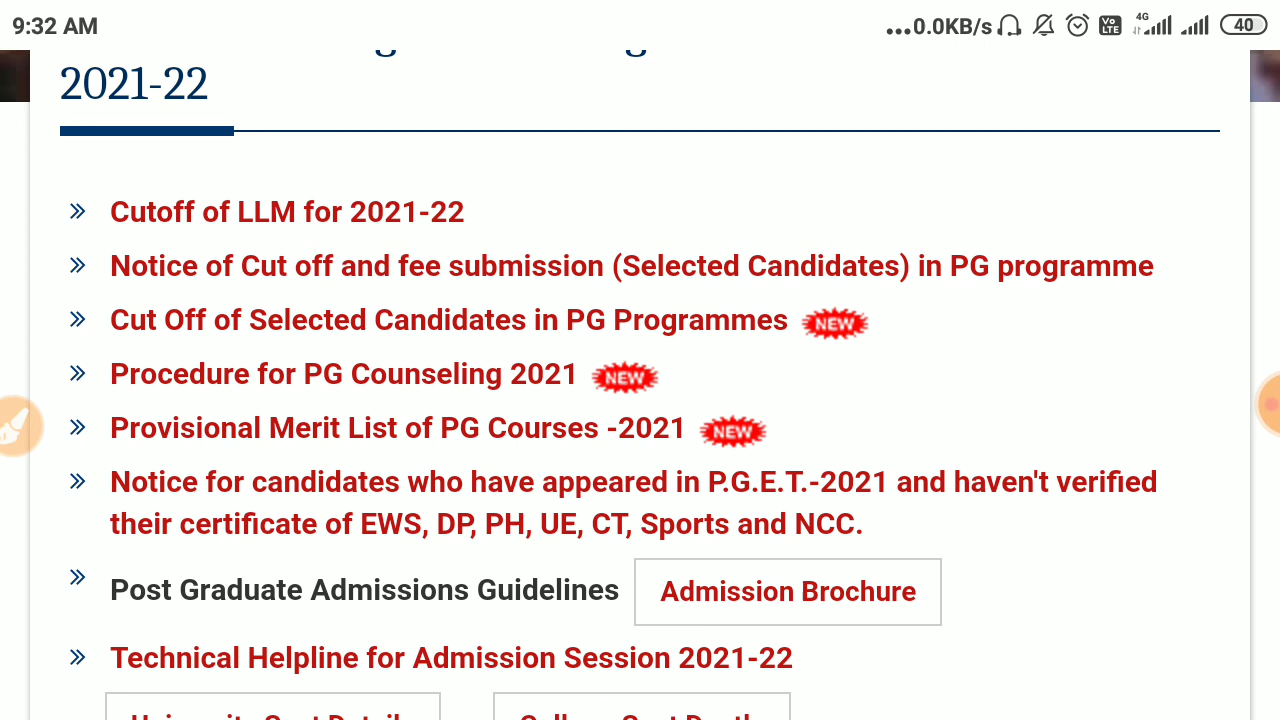 9:32 AM
...0.0KB/s
4G
Vo
LTE
40
2021-22
Cutoff of LLM for 2021-22
Notice of Cut off and fee submission (Selected Candidates) in PG programme
Cut Off of Selected Candidates in PG Programmes NEW
Procedure for PG Counseling 2021 NEW
Provisional Merit List of PG Courses -2021 NEW
Notice for candidates who have appeared in P.G.E.T.-2021 and haven't verified
their certificate of EWS, DP, PH, UE, CT, Sports and NCC.
Post Graduate Admissions Guidelines Admission Brochure
Technical Helpline for Admission Session 2021-22